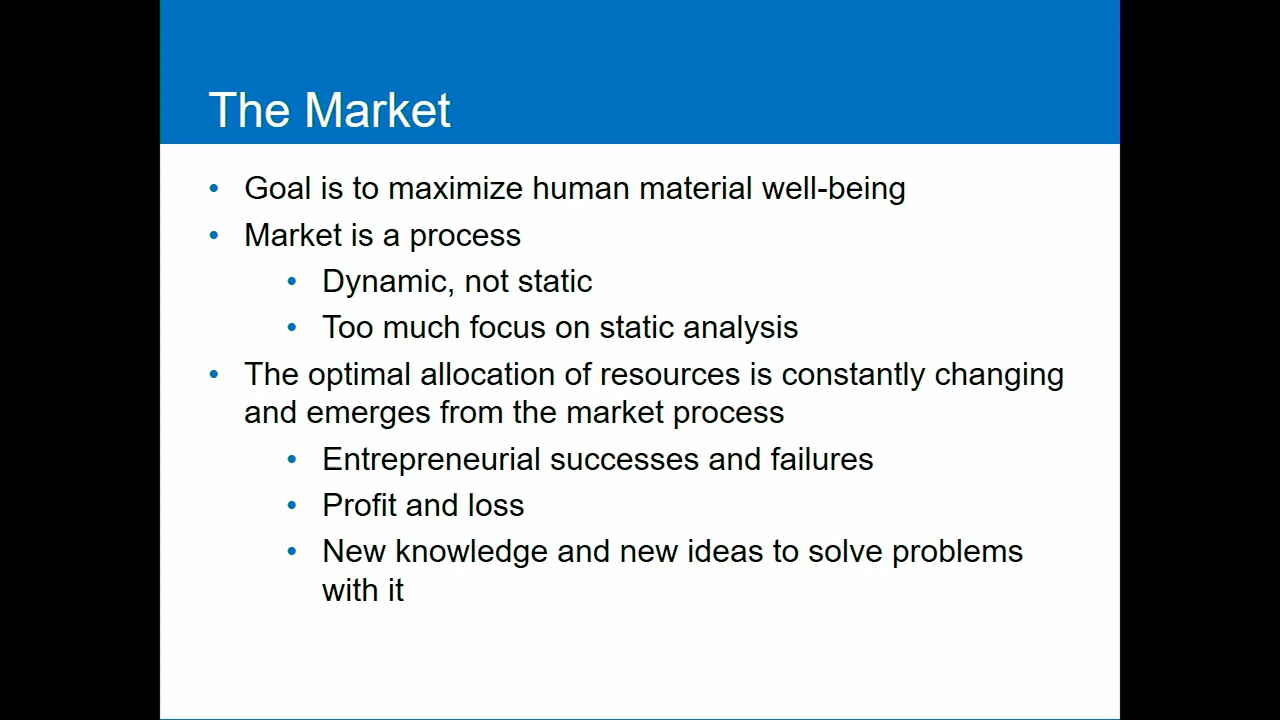 The Market
• Goal is to maximize human material well-being
• Market is a process
• Dynamic, not static
• Too much focus on static analysis
• The optimal allocation of resources is constantly changing
and emerges from the market process
• Entrepreneurial successes and failures
• Profit and loss
• New knowledge and new ideas to solve problems
with it